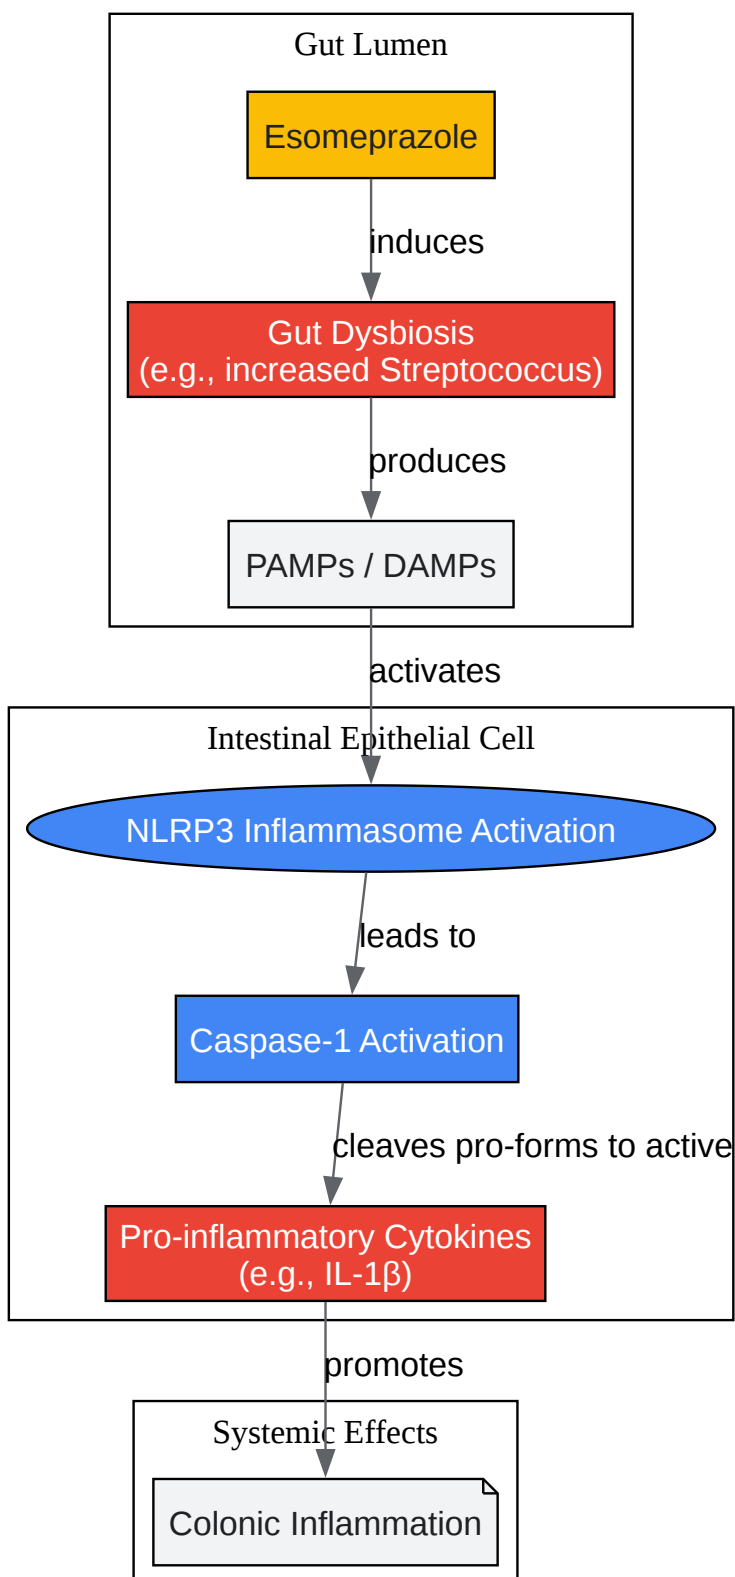 Gut Lumen
Esomeprazole
induces
Gut Dysbiosis
(e.g., increased Streptococcus)
produces
PAMPs / DAMPs
activates
Intestinal Epithelial Cell
NLRP3 Inflammasome Activation
leads to
Caspase-1 Activation
cleaves pro-forms to active
Pro-inflammatory Cytokines
(e.g., IL-1β)
promotes
Systemic Effects
Colonic Inflammation